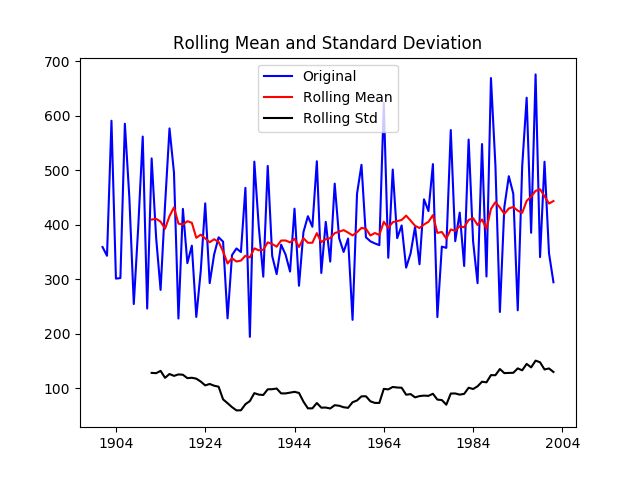 Rolling Mean and Standard Deviation
700
600
500
400
300
200
100
Original
Rolling Mean
Rolling Std
1904 1924 1944 1964 1984 2004